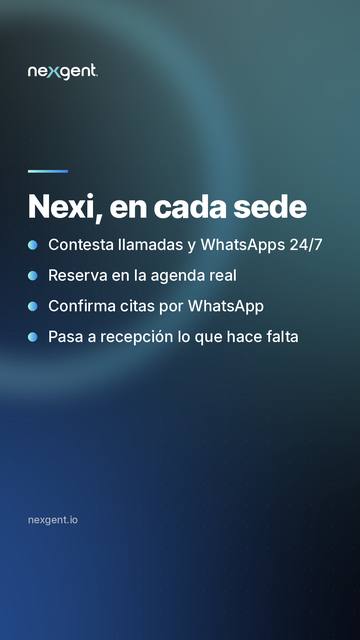 nexgent.
Nexi, en cada sede
Contesta llamadas y WhatsApps 24/7
Reserva en la agenda real
Confirma citas por WhatsApp
Pasa a recepción lo que hace falta
nexgent.io